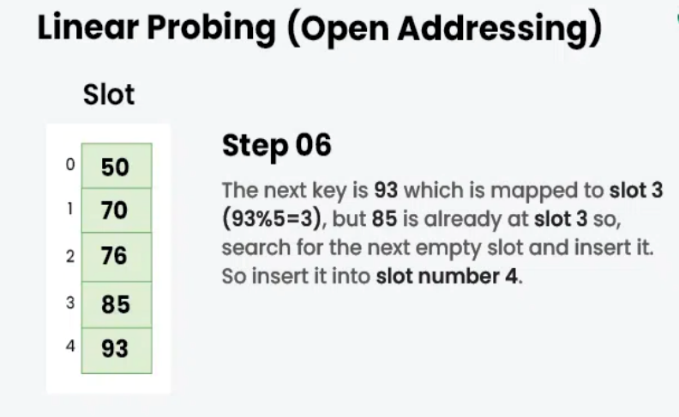 Linear Probing (Open Addressing)
Slot
0 50
1 70
2 76
3 85
4 93
Step 06
The next key is 93 which is mapped to slot 3
(93%5=3), but 85 is already at slot 3 so,
search for the next empty slot and insert it.
So insert it into slot number 4.